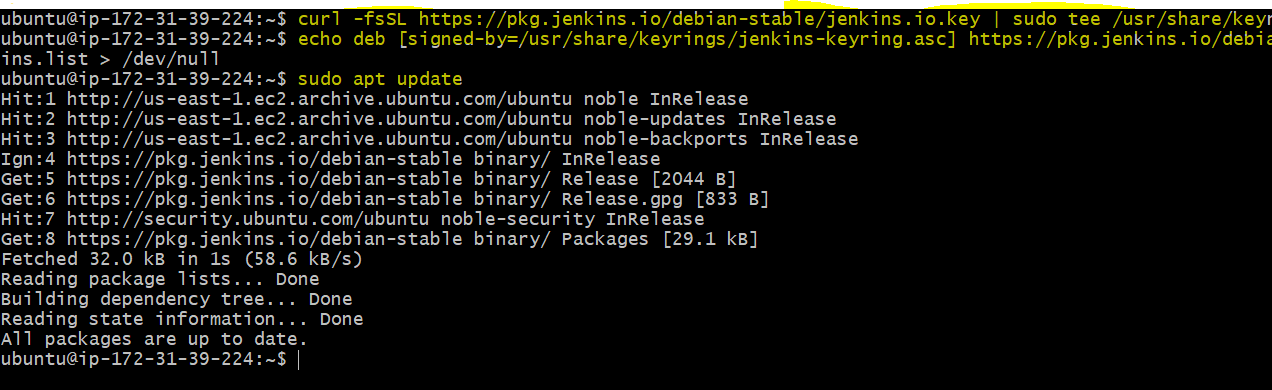 ubuntu@ip-172-31-39-224:~$ curl -fsSL https://pkg.jenkins.io/debian-stable/jenkins.io.key | sudo tee /usr/share/keyr
ubuntu@ip-172-31-39-224:~$ echo deb [signed-by=/usr/share/keyrings/jenkins-keyring.asc] https://pkg.jenkins.io/debia
ins.list > /dev/null
ubuntu@ip-172-31-39-224:~$ sudo apt update
Hit:1 http://us-east-1.ec2.archive.ubuntu.com/ubuntu noble InRelease
Hit:2 http://us-east-1.ec2.archive.ubuntu.com/ubuntu noble-updates InRelease
Hit:3 http://us-east-1.ec2.archive.ubuntu.com/ubuntu noble-backports InRelease
Ign:4 https://pkg.jenkins.io/debian-stable binary/ InRelease
Get:5 https://pkg.jenkins.io/debian-stable binary/ Release [2044 B]
Get:6 https://pkg.jenkins.io/debian-stable binary/ Release.gpg [833 B]
Hit:7 http://security.ubuntu.com/ubuntu noble-security InRelease
Get:8 https://pkg.jenkins.io/debian-stable binary/ Packages [29.1 kB]
Fetched 32.0 kB in 1s (58.6 kB/s)
Reading package lists... Done
Building dependency tree... Done
Reading state information... Done
All packages are up to date.
ubuntu@ip-172-31-39-224:~$